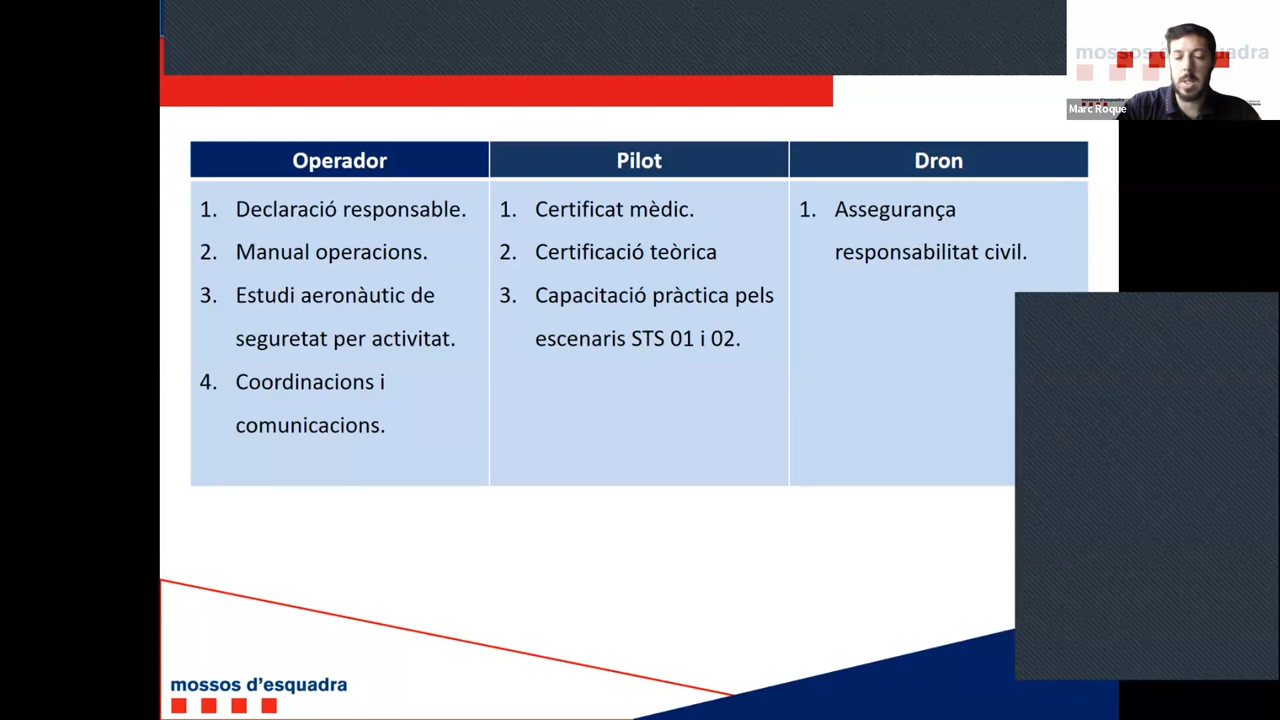 mossos d'esquadra
Marc Roque
Operador
Pilot
Dron
1. Declaració responsable.
2. Manual operacions.
3. Estudi aeronàutic de
seguretat per activitat.
4. Coordinacions i
comunicacions.
1. Certificat mèdic.
2. Certificació teòrica
3. Capacitació pràctica pels
escenaris STS 01 i 02.
1. Assegurança
responsabilitat civil.
mossos d'esquadra